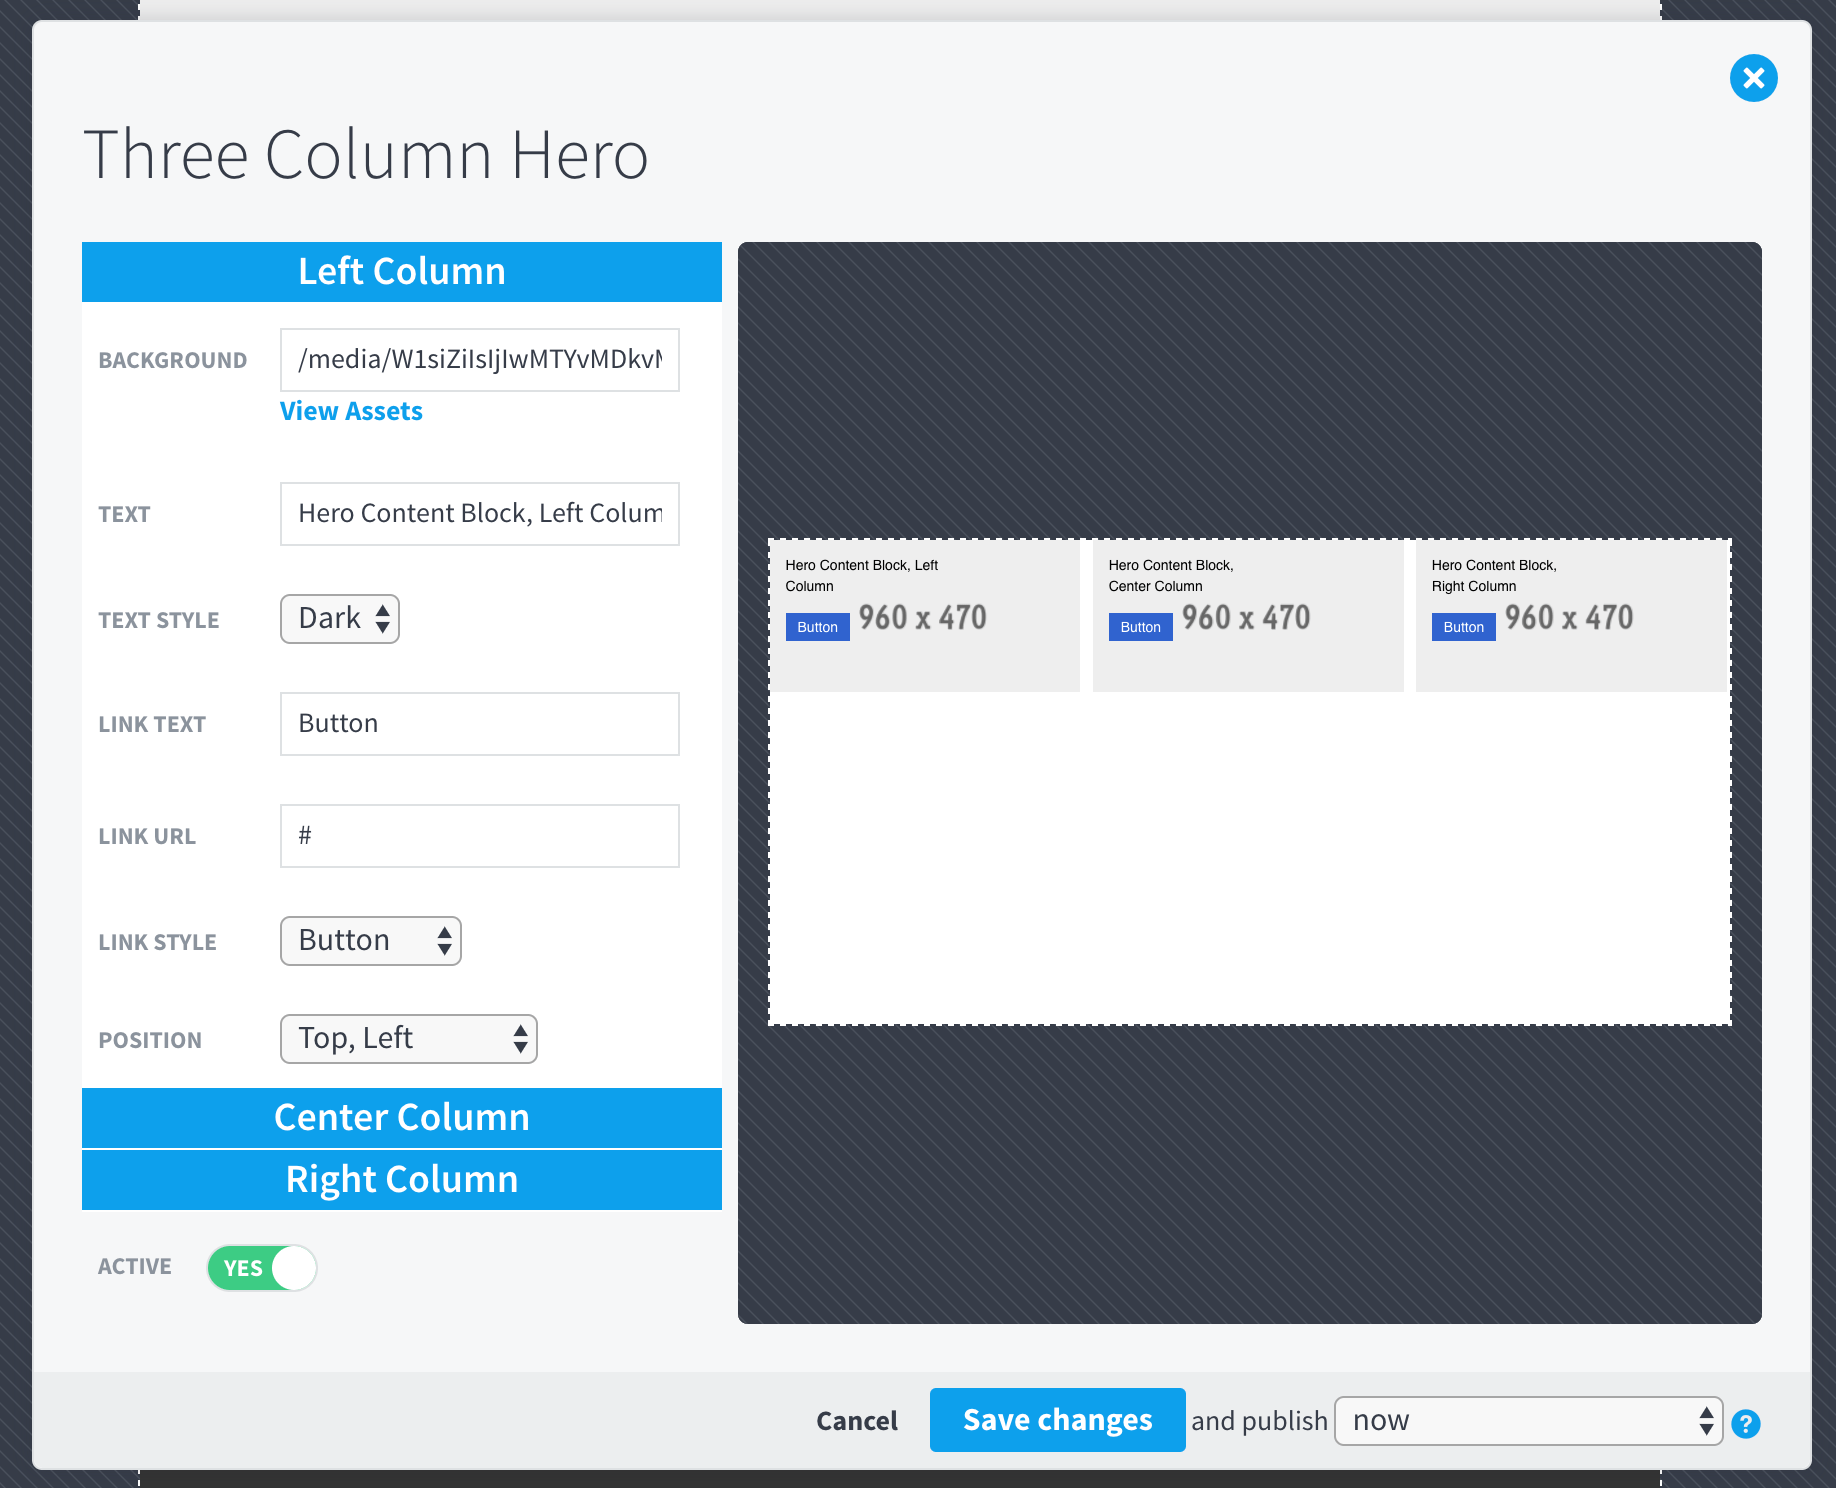 Three Column Hero
Left Column
BACKGROUND
/media/W1siZiIsIjIwMTYvMDkvM
View Assets
TEXT
Hero Content Block, Left Colum
TEXT STYLE
Dark
LINK TEXT
Button
LINK URL
#
LINK STYLE
Button
POSITION
Top, Left
Center Column
Right Column
ACTIVE
YES
Hero Content Block, Left
Column
Button
960 x 470
Hero Content Block,
Center Column
Button
960 x 470
Hero Content Block,
Right Column
Button
960 x 470
Cancel
Save changes
and publish
now
?